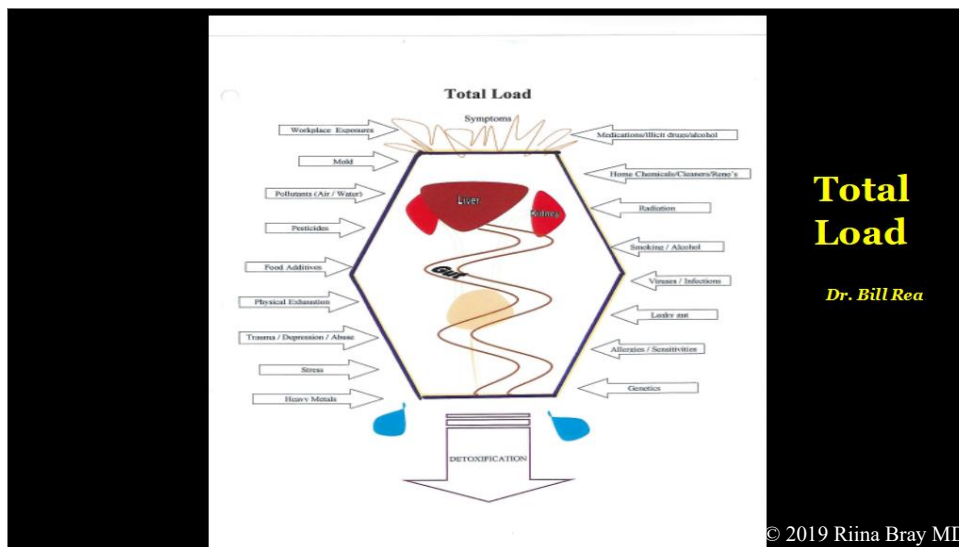 Total Load
Symptoms
Workplace Exposures
Mold
Pollutants (Air / Water)
Pesticides
Food Additives
Physical Exhaustion
Trauma / Depression / Abuse
Stress
Heavy Metals
Medications/Illicit drugs/alcohol
Home Chemicals/Cleaners/Reno's
Radiation
Smoking / Alcohol
Viruses / Infections
Leaky gut
Allergies / Sensitivities
Genetics
Liver
Kidney
Gut
DETOXIFICATION
Total
Load
Dr. Bill Rea
© 2019 Riina Bray MD